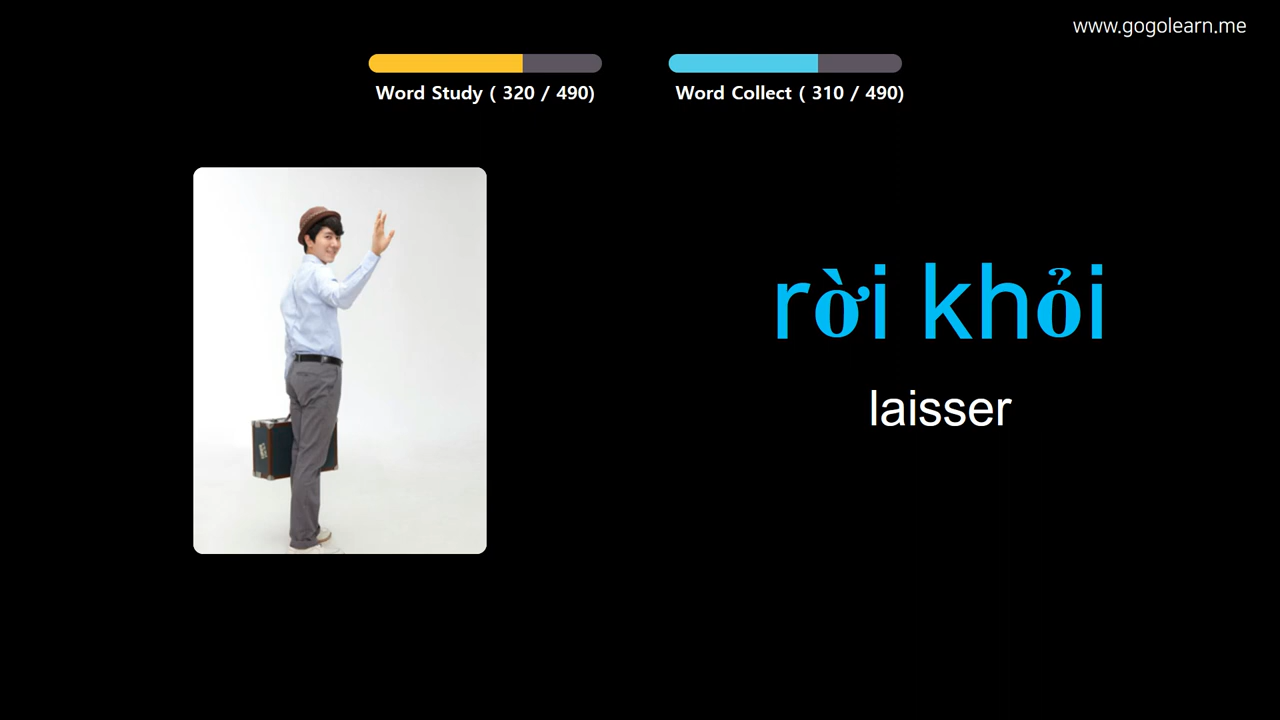 www.gogolearn.me
Word Study ( 320 / 490)
Word Collect ( 310 / 490)
rời khỏi
laisser